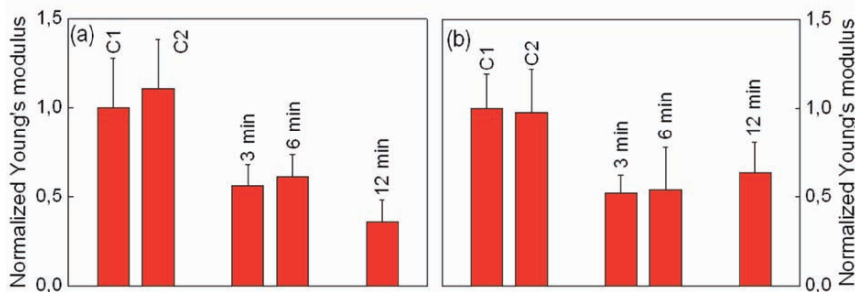 Normalized Young's modulus
1,5
1,0
0,5
0,0
(a)
C1
C2
3 min
6 min
12 min
(b)
C1
C2
3 min
6 min
12 min
1,5
1,0
0,5
0,0
Normalized Young's modulus